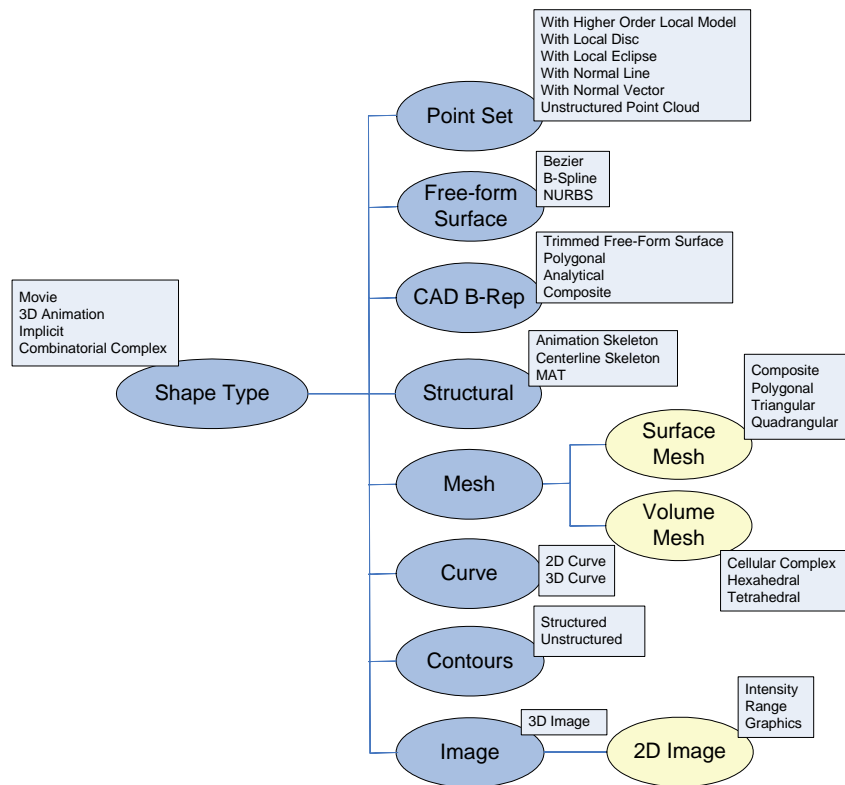 With Higher Order Local Model
With Local Disc
With Local Eclipse
With Normal Line
With Normal Vector
Unstructured Point Cloud
Point Set
Bezier
B-Spline
NURBS
Free-form
Surface
Trimmed Free-Form Surface
Polygonal
Analytical
Composite
CAD B-Rep
Movie
3D Animation
Implicit
Combinatorial Complex
Shape Type
Animation Skeleton
Centerline Skeleton
MAT
Structural
Composite
Polygonal
Triangular
Quadrangular
Surface
Mesh
Mesh
Volume
Mesh
Cellular Complex
Hexahedral
Tetrahedral
2D Curve
3D Curve
Curve
Structured
Unstructured
Contours
3D Image
Image
Intensity
Range
Graphics
2D Image